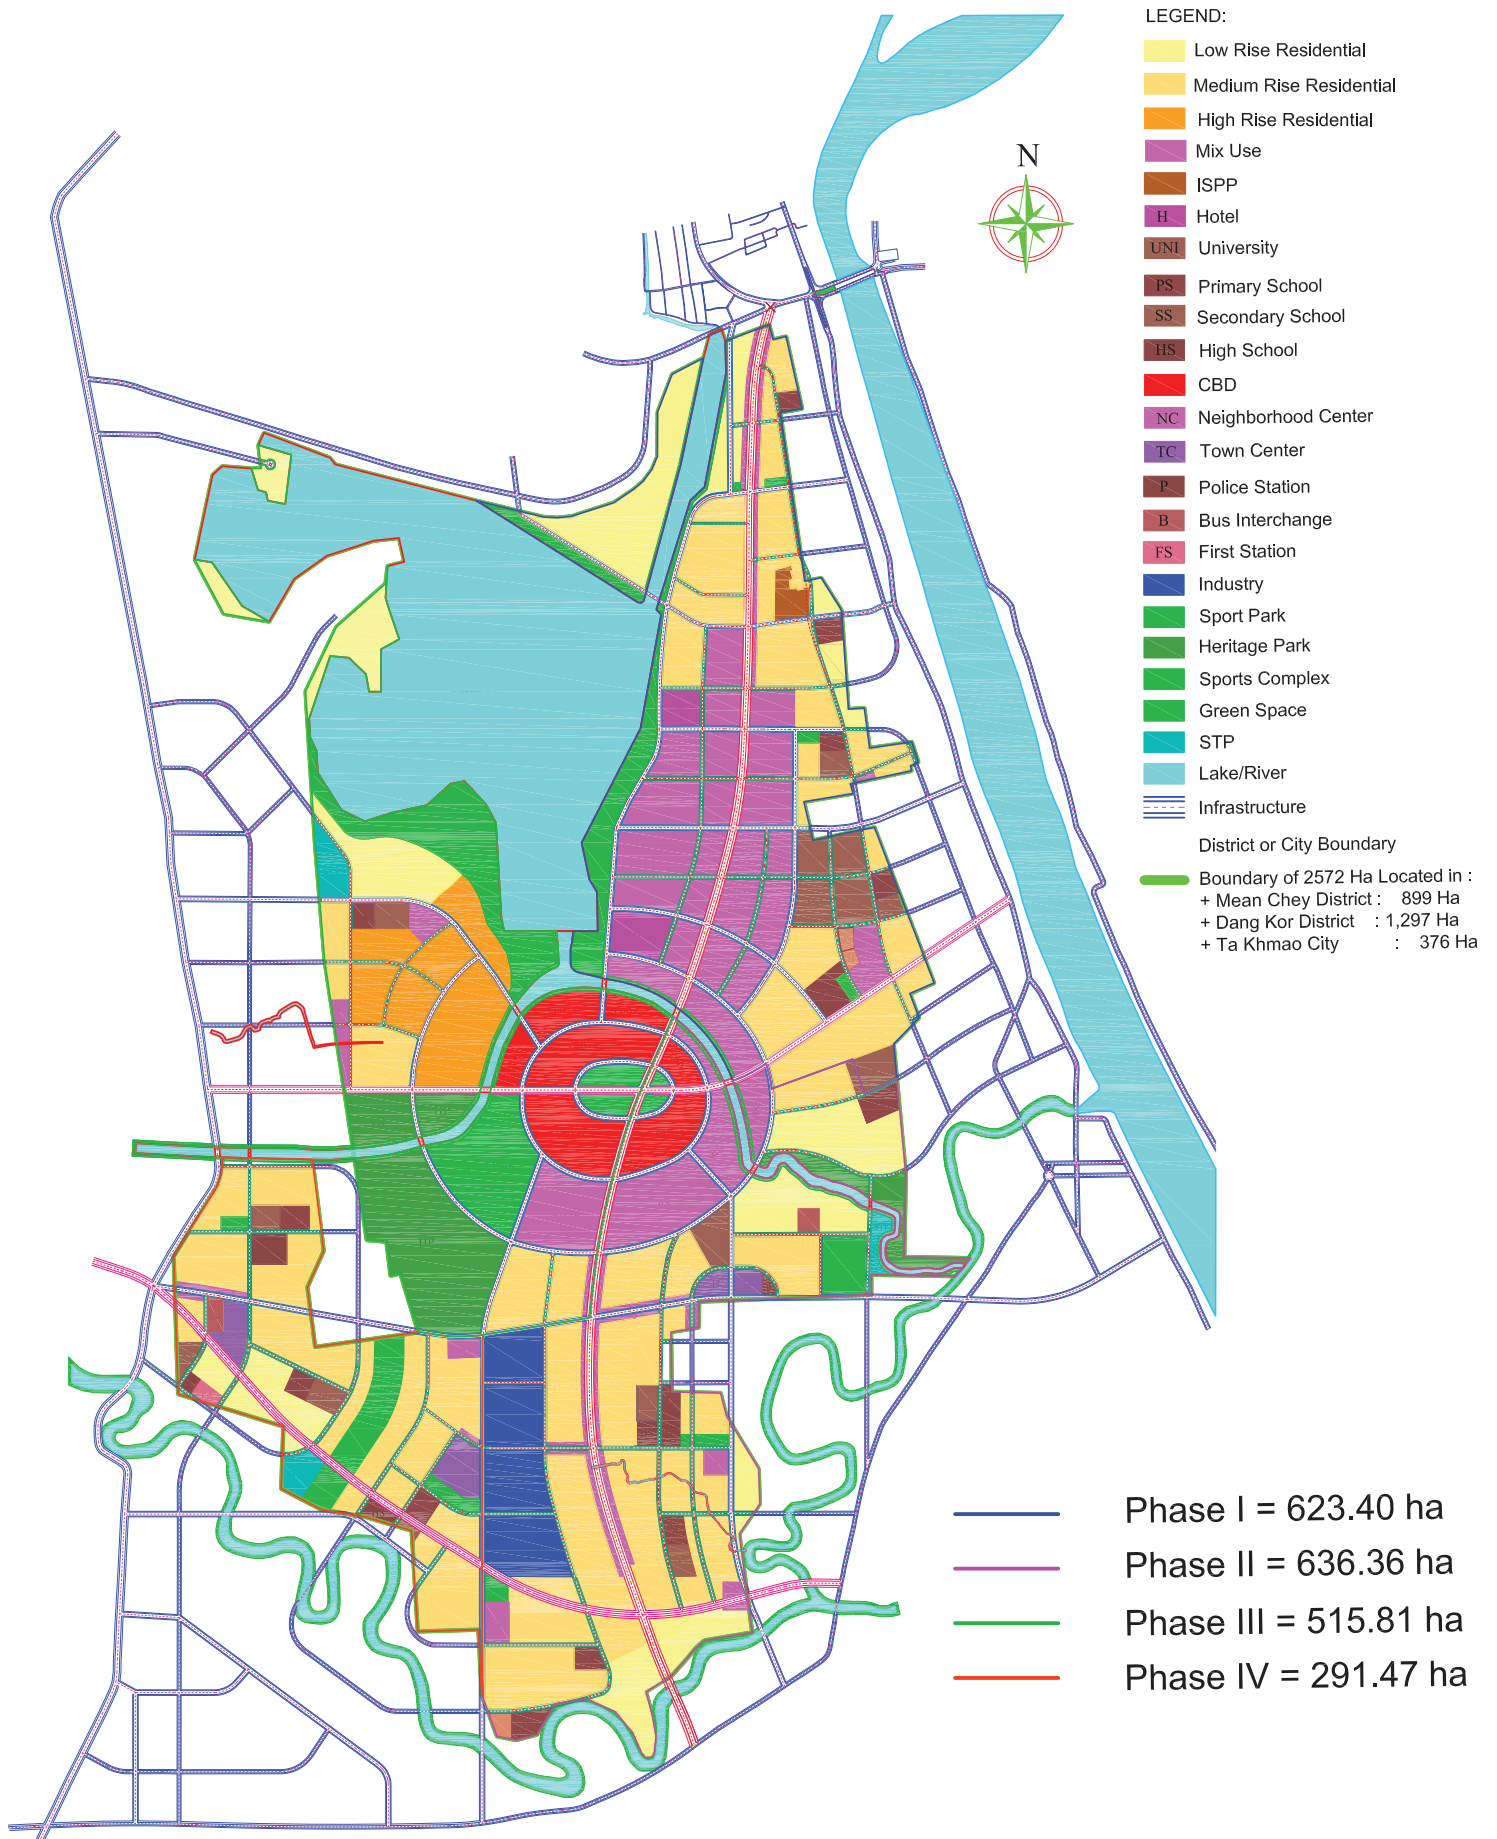 LEGEND:
Low Rise Residential
Medium Rise Residential
High Rise Residential
Mix Use
ISPP
H Hotel
UNI University
PS Primary School
SS Secondary School
HS High School
CBD
NC Neighborhood Center
TC Town Center
P Police Station
B Bus Interchange
FS First Station
Industry
Sport Park
Heritage Park
Sports Complex
Green Space
STP
Lake/River
Infrastructure
District or City Boundary
Boundary of 2572 Ha Located in :
+ Mean Chey District : 899 Ha
+ Dang Kor District : 1,297 Ha
+ Ta Khmao City : 376 Ha
N
Phase I = 623.40 ha
Phase II = 636.36 ha
Phase III = 515.81 ha
Phase IV = 291.47 ha